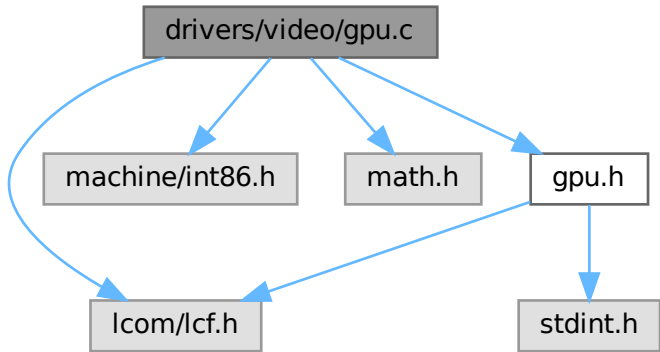 drivers/video/gpu.c
machine/int86.h
math.h
gpu.h
lcom/lcf.h
stdint.h